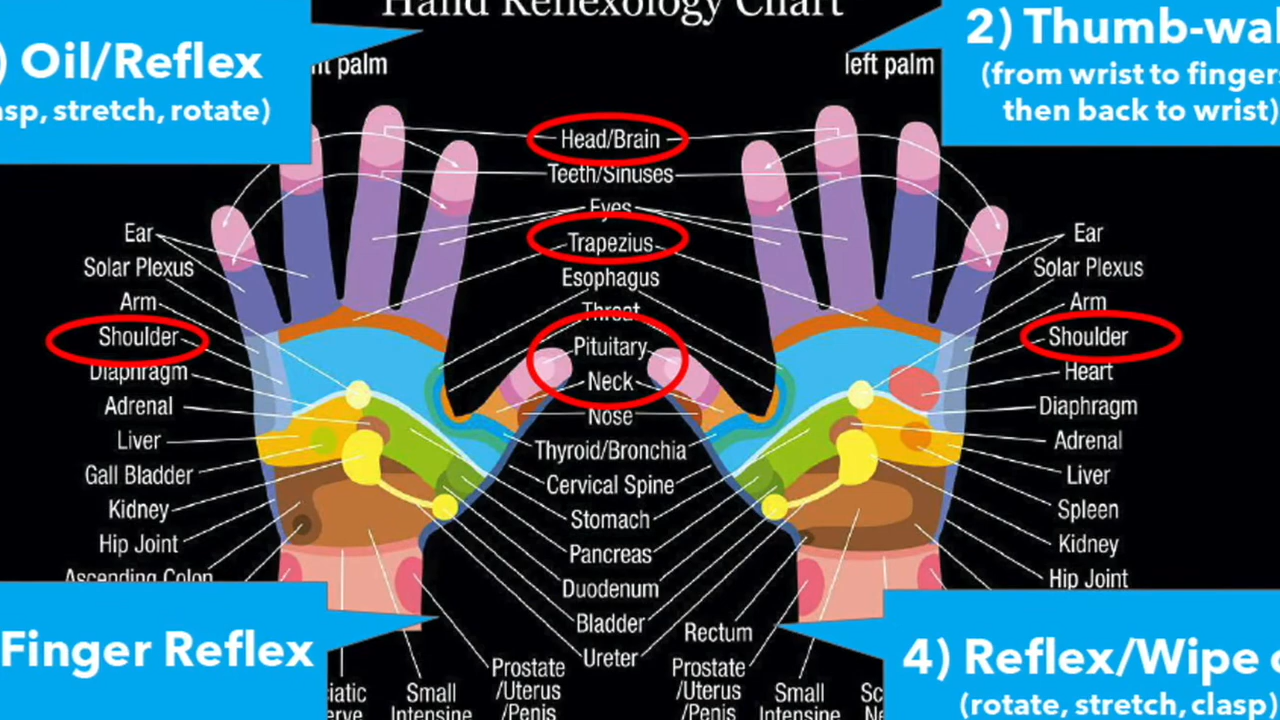 Hand Reflexology Chart
) Oil/Reflex
asp, stretch, rotate)
2) Thumb-wal
(from wrist to fingers
then back to wrist)
palm
left palm
Head/Brain
Teeth/Sinuses
Eyes
Trapezius
Esophagus
Throat
Pituitary
Neck
Nose
Thyroid/Bronchia
Cervical Spine
Stomach
Pancreas
Duodenum
Bladder
Ureter
Ear
Solar Plexus
Arm
Shoulder
Diaphragm
Adrenal
Liver
Gall Bladder
Kidney
Hip Joint
Ascending Colon
Ear
Solar Plexus
Arm
Shoulder
Heart
Diaphragm
Adrenal
Liver
Spleen
Kidney
Hip Joint
Finger Reflex
4) Reflex/Wipe
(rotate, stretch, clasp)
Small
Intensine
Prostate
/Uterus
/Penis
Rectum
Prostate
/Uterus
/Penis
Small
Intensine